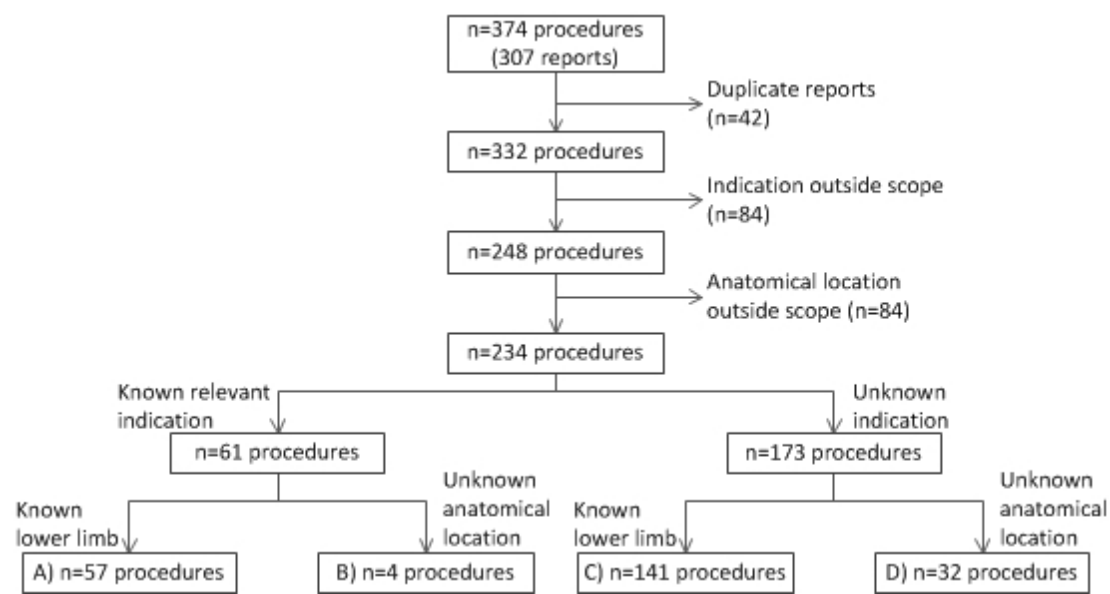 n=374 procedures
(307 reports)
Duplicate reports
(n=42)
n=332 procedures
Indication outside scope
(n=84)
n=248 procedures
Anatomical location
outside scope (n=84)
n=234 procedures
Known relevant
indication
Unknown
indication
n=61 procedures
n=173 procedures
Known
lower limb
Unknown
anatomical
location
Known
lower limb
Unknown
anatomical
location
A) n=57 procedures
B) n=4 procedures
C) n=141 procedures
D) n=32 procedures